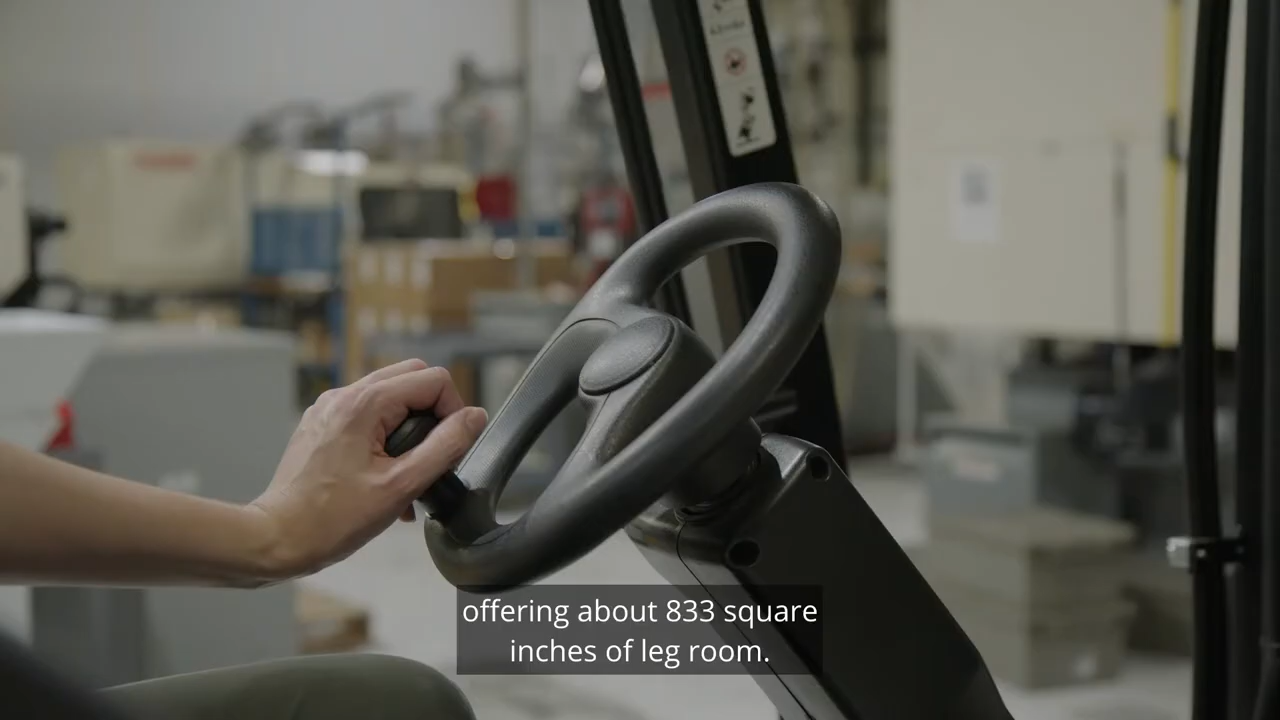 offering about 833 square
inches of leg room.